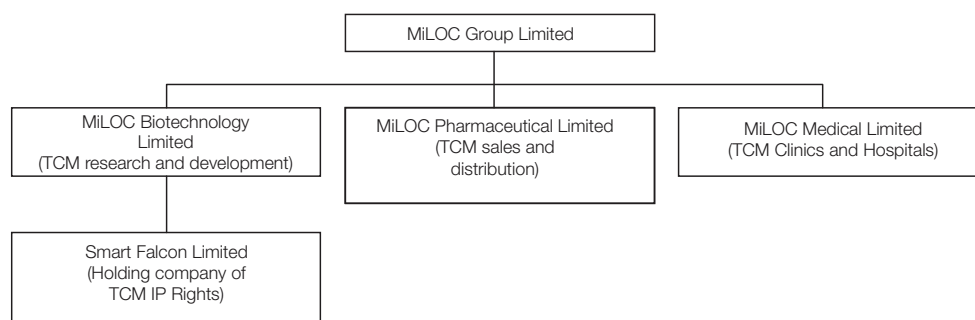 MiLOC Group Limited
MiLOC Biotechnology
Limited
(TCM research and development)
MiLOC Pharmaceutical Limited
(TCM sales and
distribution)
MiLOC Medical Limited
(TCM Clinics and Hospitals)
Smart Falcon Limited
(Holding company of
TCM IP Rights)